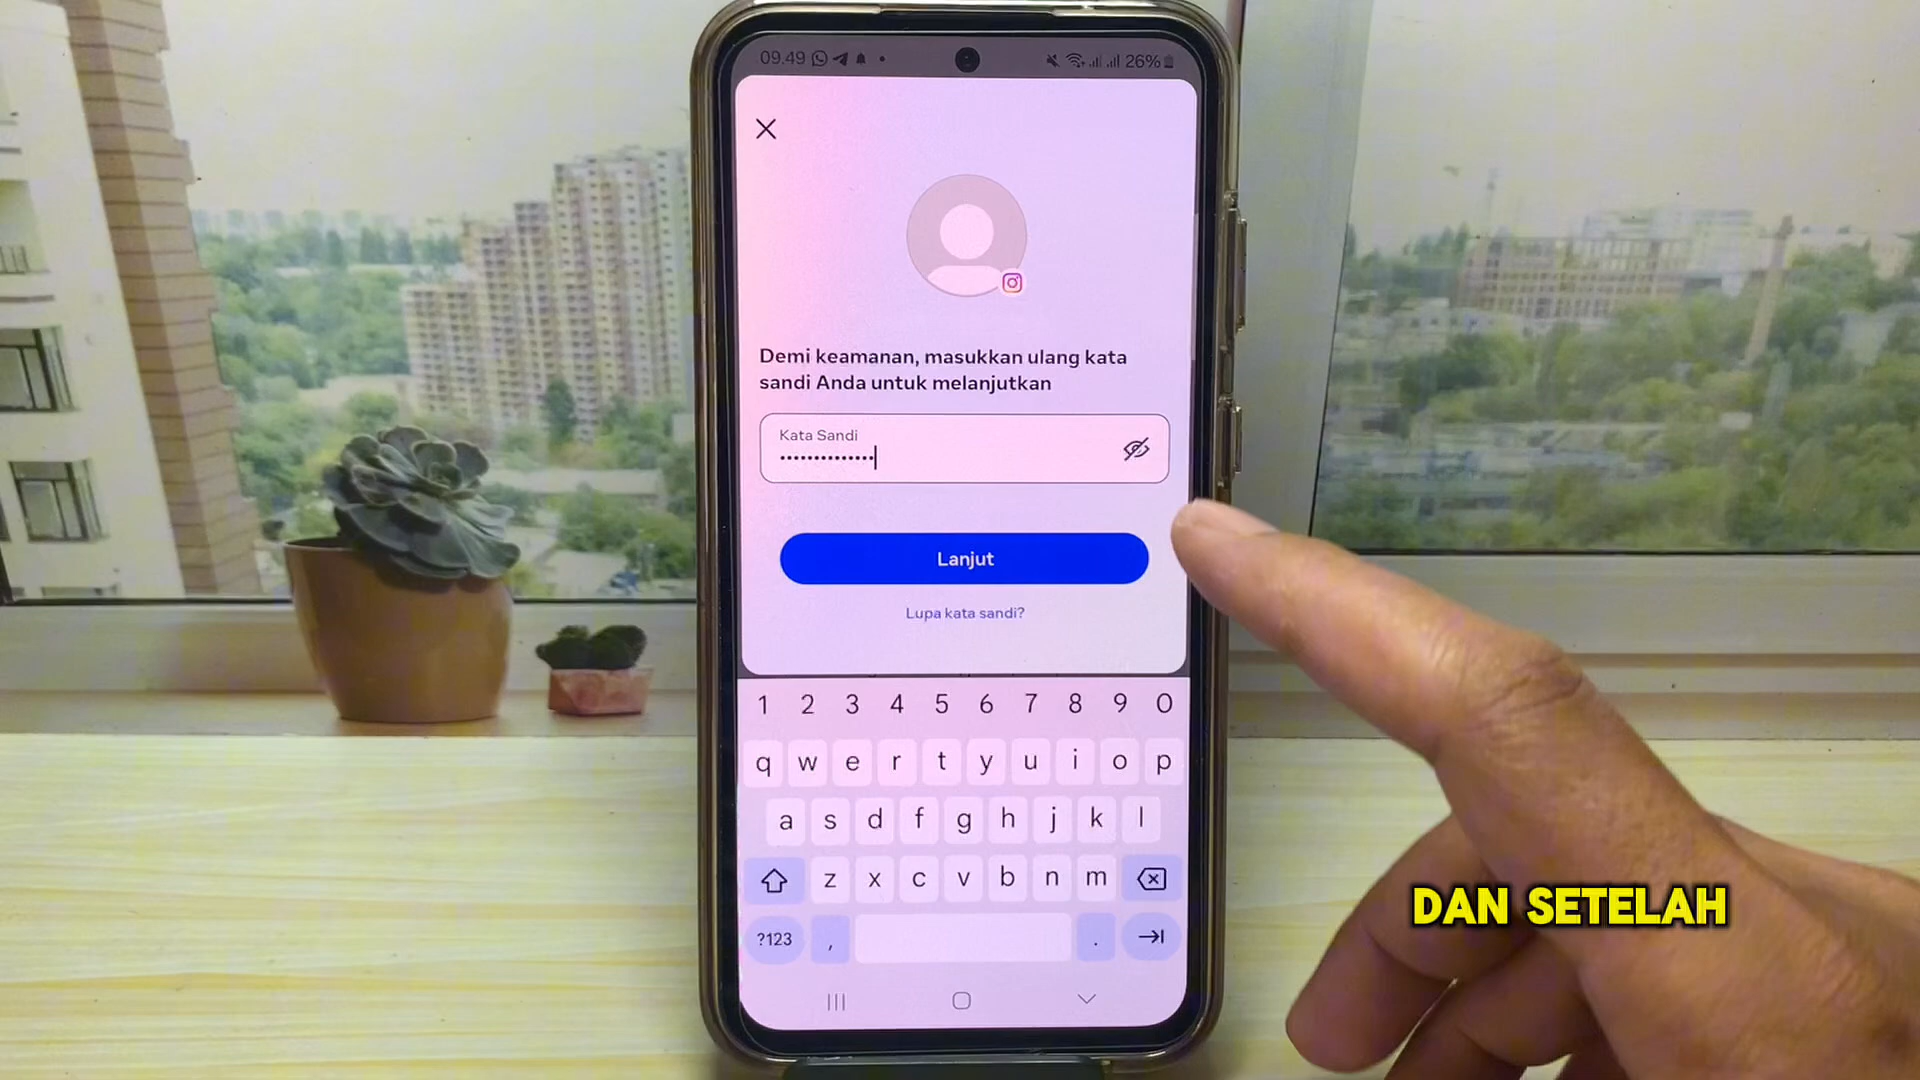 09.49
26%
Demi keamanan, masukkan ulang kata
sandi Anda untuk melanjutkan
Kata Sandi
••••••••••••••
Lanjut
Lupa kata sandi?
1 2 3 4 5 6 7 8 9 0
q w e r t y u i o p
a s d f g h j k l
z x c v b n m
?123 , .
DAN SETELAH